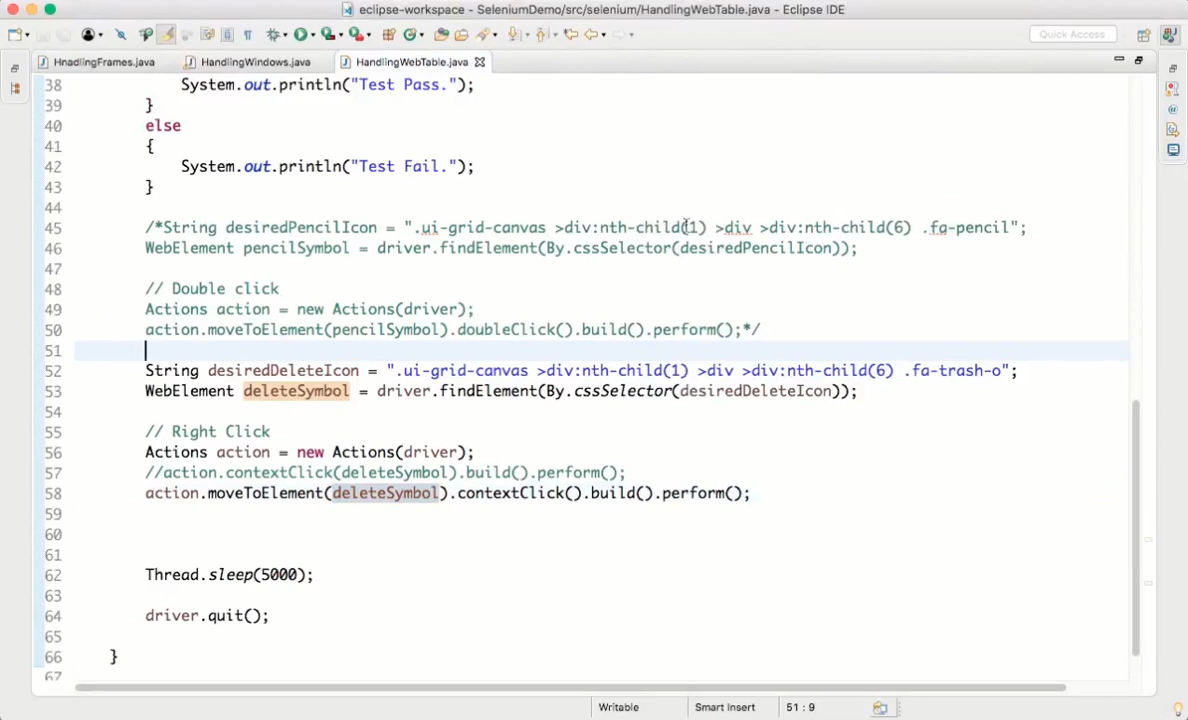 eclipse-workspace - SeleniumDemo/src/selenium/HandlingWebTable.java - Eclipse IDE
Quick Access
HnadlingFrames.java HandlingWindows.java HandlingWebTable.java
38 System.out.println("Test Pass.");
39 }
40 else
41 {
42 System.out.println("Test Fail.");
43 }
44
45 /*String desiredPencilIcon = ".ui-grid-canvas >div:nth-child(1) >div >div:nth-child(6) .fa-pencil";
46 WebElement pencilSymbol = driver.findElement(By.cssSelector(desiredPencilIcon));
47
48 // Double click
49 Actions action = new Actions(driver);
50 action.moveToElement(pencilSymbol).doubleClick().build().perform();*/
51
52 String desiredDeleteIcon = ".ui-grid-canvas >div:nth-child(1) >div >div:nth-child(6) .fa-trash-o";
53 WebElement deleteSymbol = driver.findElement(By.cssSelector(desiredDeleteIcon));
54
55 // Right Click
56 Actions action = new Actions(driver);
57 //action.contextClick(deleteSymbol).build().perform();
58 action.moveToElement(deleteSymbol).contextClick().build().perform();
59
60
61
62 Thread.sleep(5000);
63
64 driver.quit();
65
66 }
67
Writable Smart Insert 51 : 9